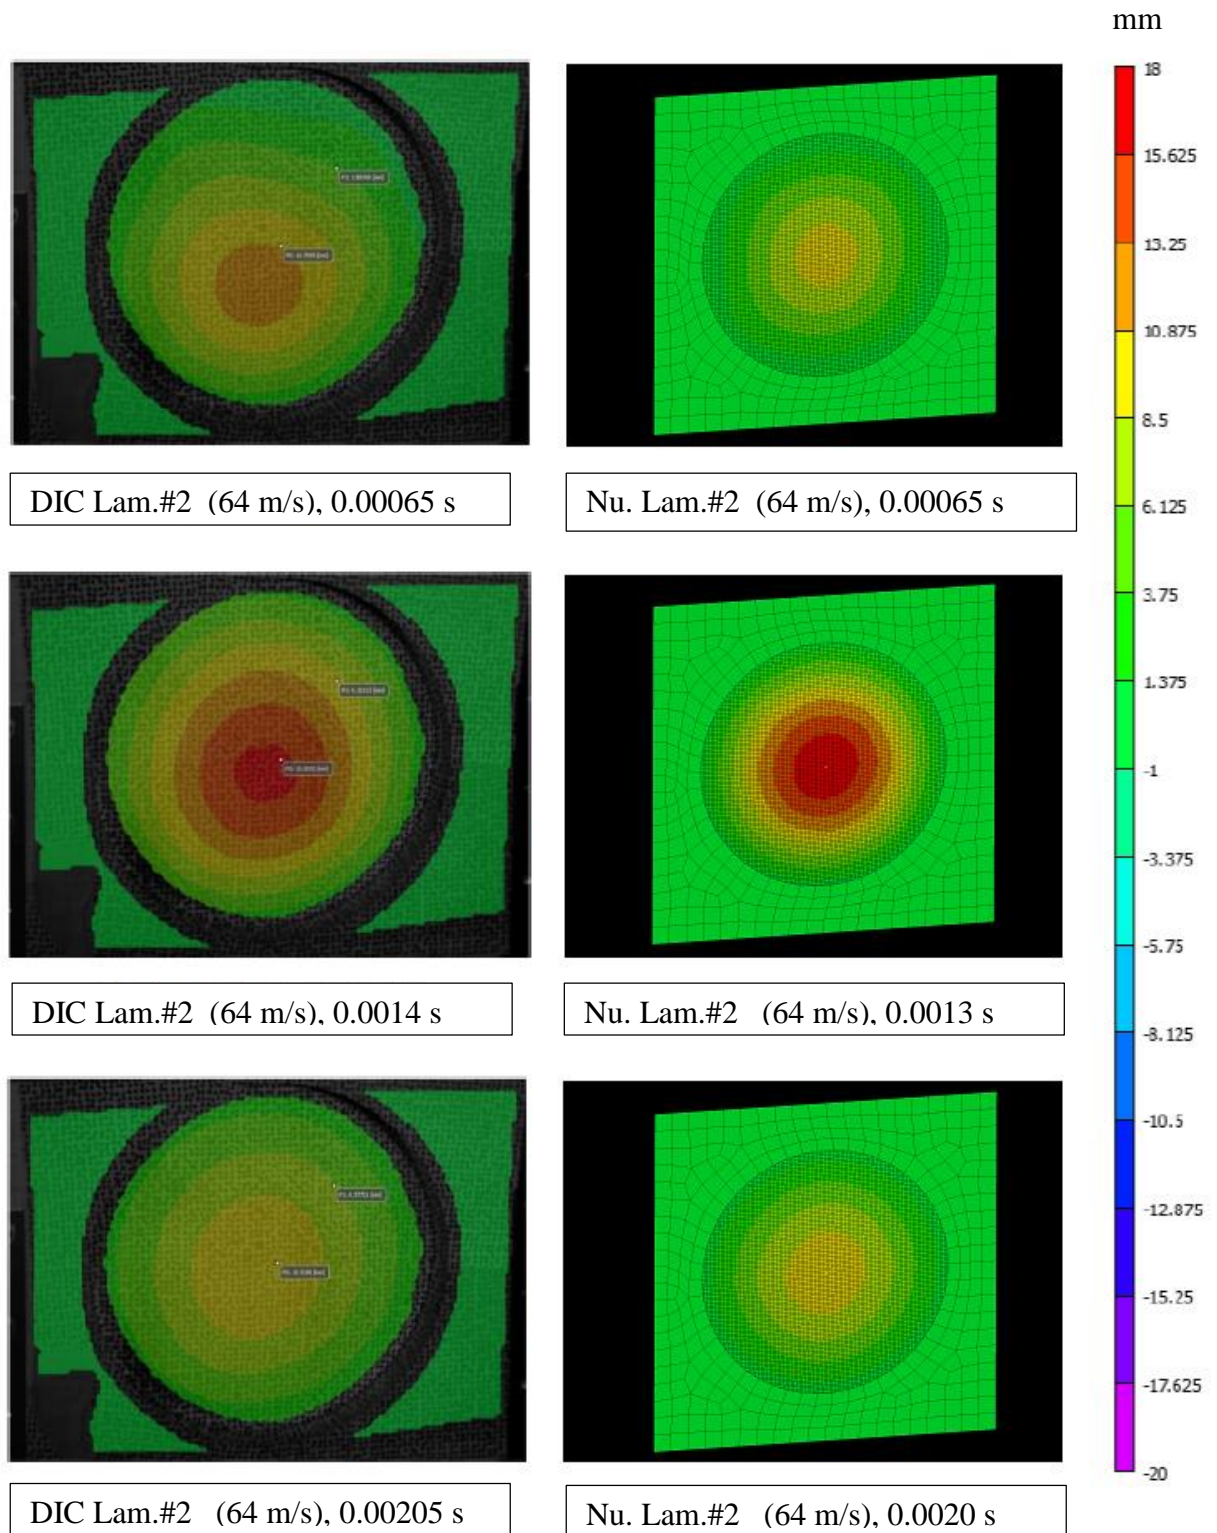 mm
18
15.625
13.25
10.875
8.5
6.125
3.75
1.375
-1
-3.375
-5.75
-8.125
-10.5
-12.875
-15.25
-17.625
-20
DIC Lam.#2 (64 m/s), 0.00065 s
Nu. Lam.#2 (64 m/s), 0.00065 s
DIC Lam.#2 (64 m/s), 0.0014 s
Nu. Lam.#2 (64 m/s), 0.0013 s
DIC Lam.#2 (64 m/s), 0.00205 s
Nu. Lam.#2 (64 m/s), 0.0020 s